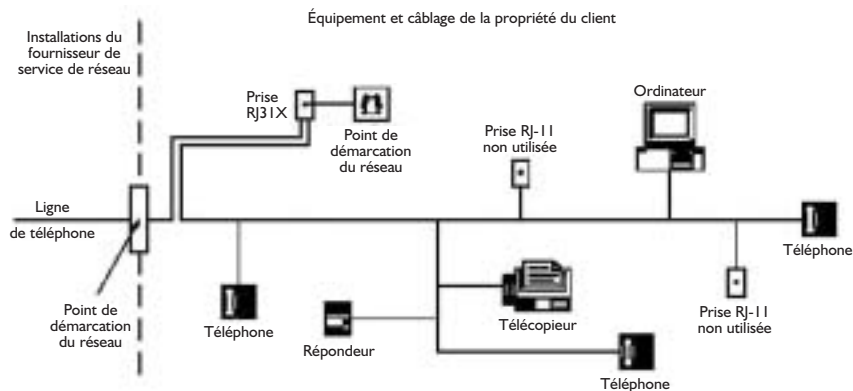 Équipement et câblage de la propriété du client
Installations du
fournisseur de
service de réseau
Prise
RJ31X
Point de
démarcation
du réseau
Prise RJ-11
non utilisée
Ordinateur
Ligne
de téléphone
Téléphone
Point de
démarcation
du réseau
Téléphone
Répondeur
Télécopieur
Prise RJ-11
non utilisée
Téléphone